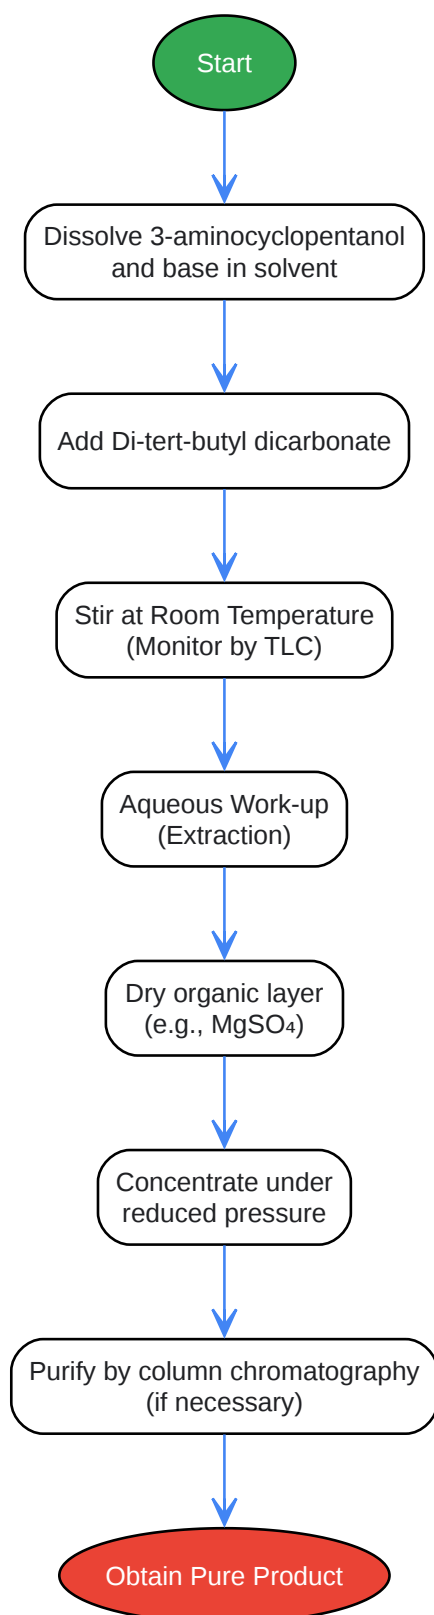 Start
Dissolve 3-aminocyclopentanol
and base in solvent
Add Di-tert-butyl dicarbonate
Stir at Room Temperature
(Monitor by TLC)
Aqueous Work-up
(Extraction)
Dry organic layer
(e.g., MgSO₄)
Concentrate under
reduced pressure
Purify by column chromatography
(if necessary)
Obtain Pure Product